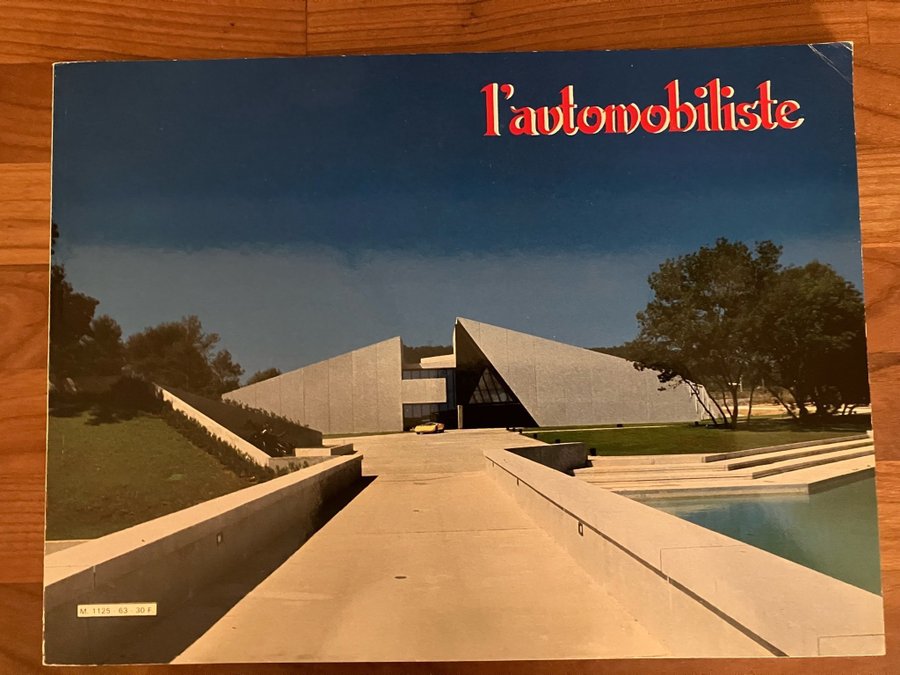 l'automobiliste
M. 1125 - 63 - 30 F.